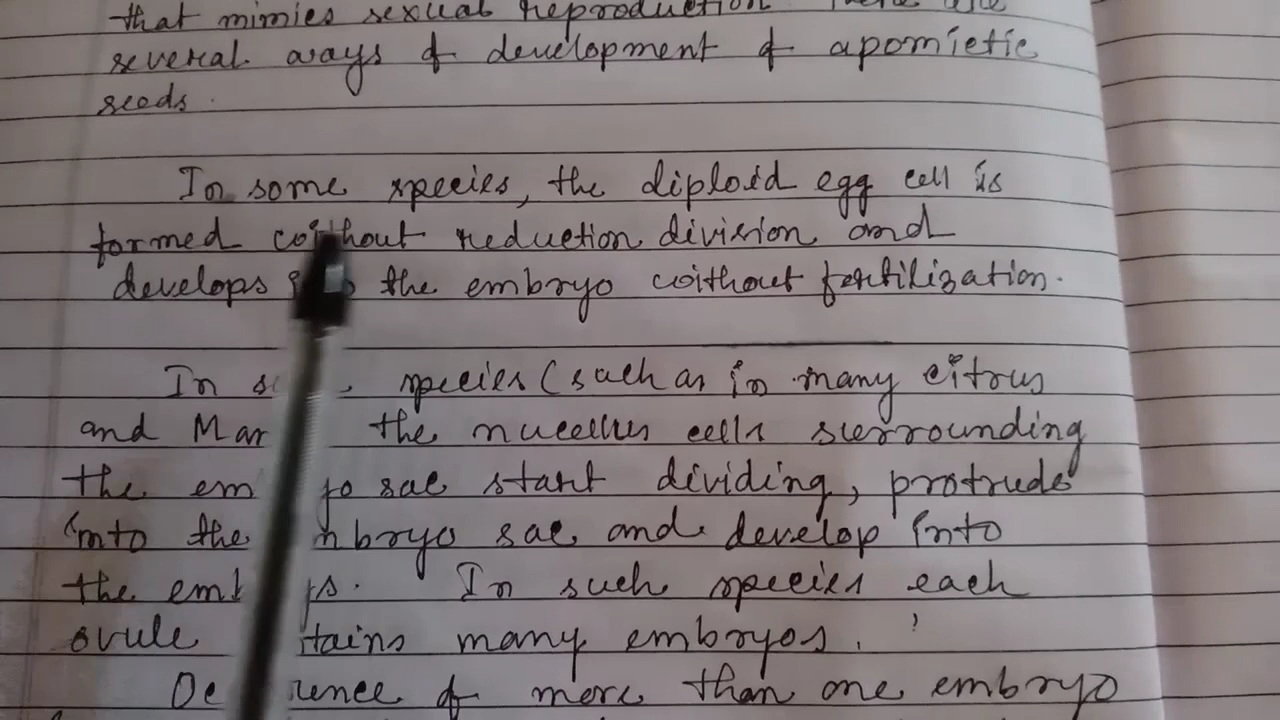 that mimics sexual reproduction. There are
several ways of development of apomictic
seeds.
In some species, the diploid egg cell is
formed without reduction division and
develops the embryo without fertilization.
In species (such as in many citrus
and the nucellus cells surrounding
the sac start dividing, protrude
into the sac and develop into
the In such species each
ovule many embryos.
of more than one embryo